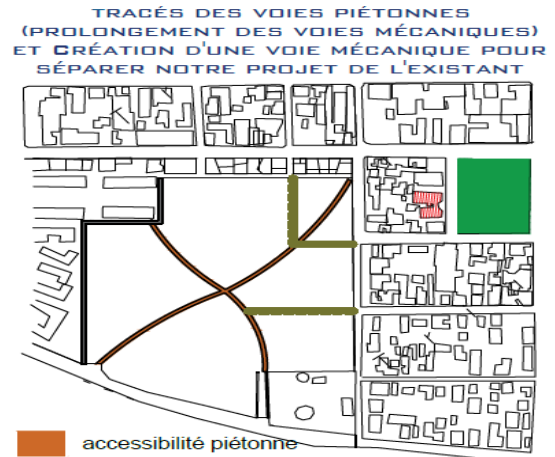 TRACÉS DES VOIES PIÉTONNES
(PROLONGEMENT DES VOIES MÉCANIQUES)
ET CRÉATION D'UNE VOIE MÉCANIQUE POUR
SÉPARER NOTRE PROJET DE L'EXISTANT
accessibilité piétonne